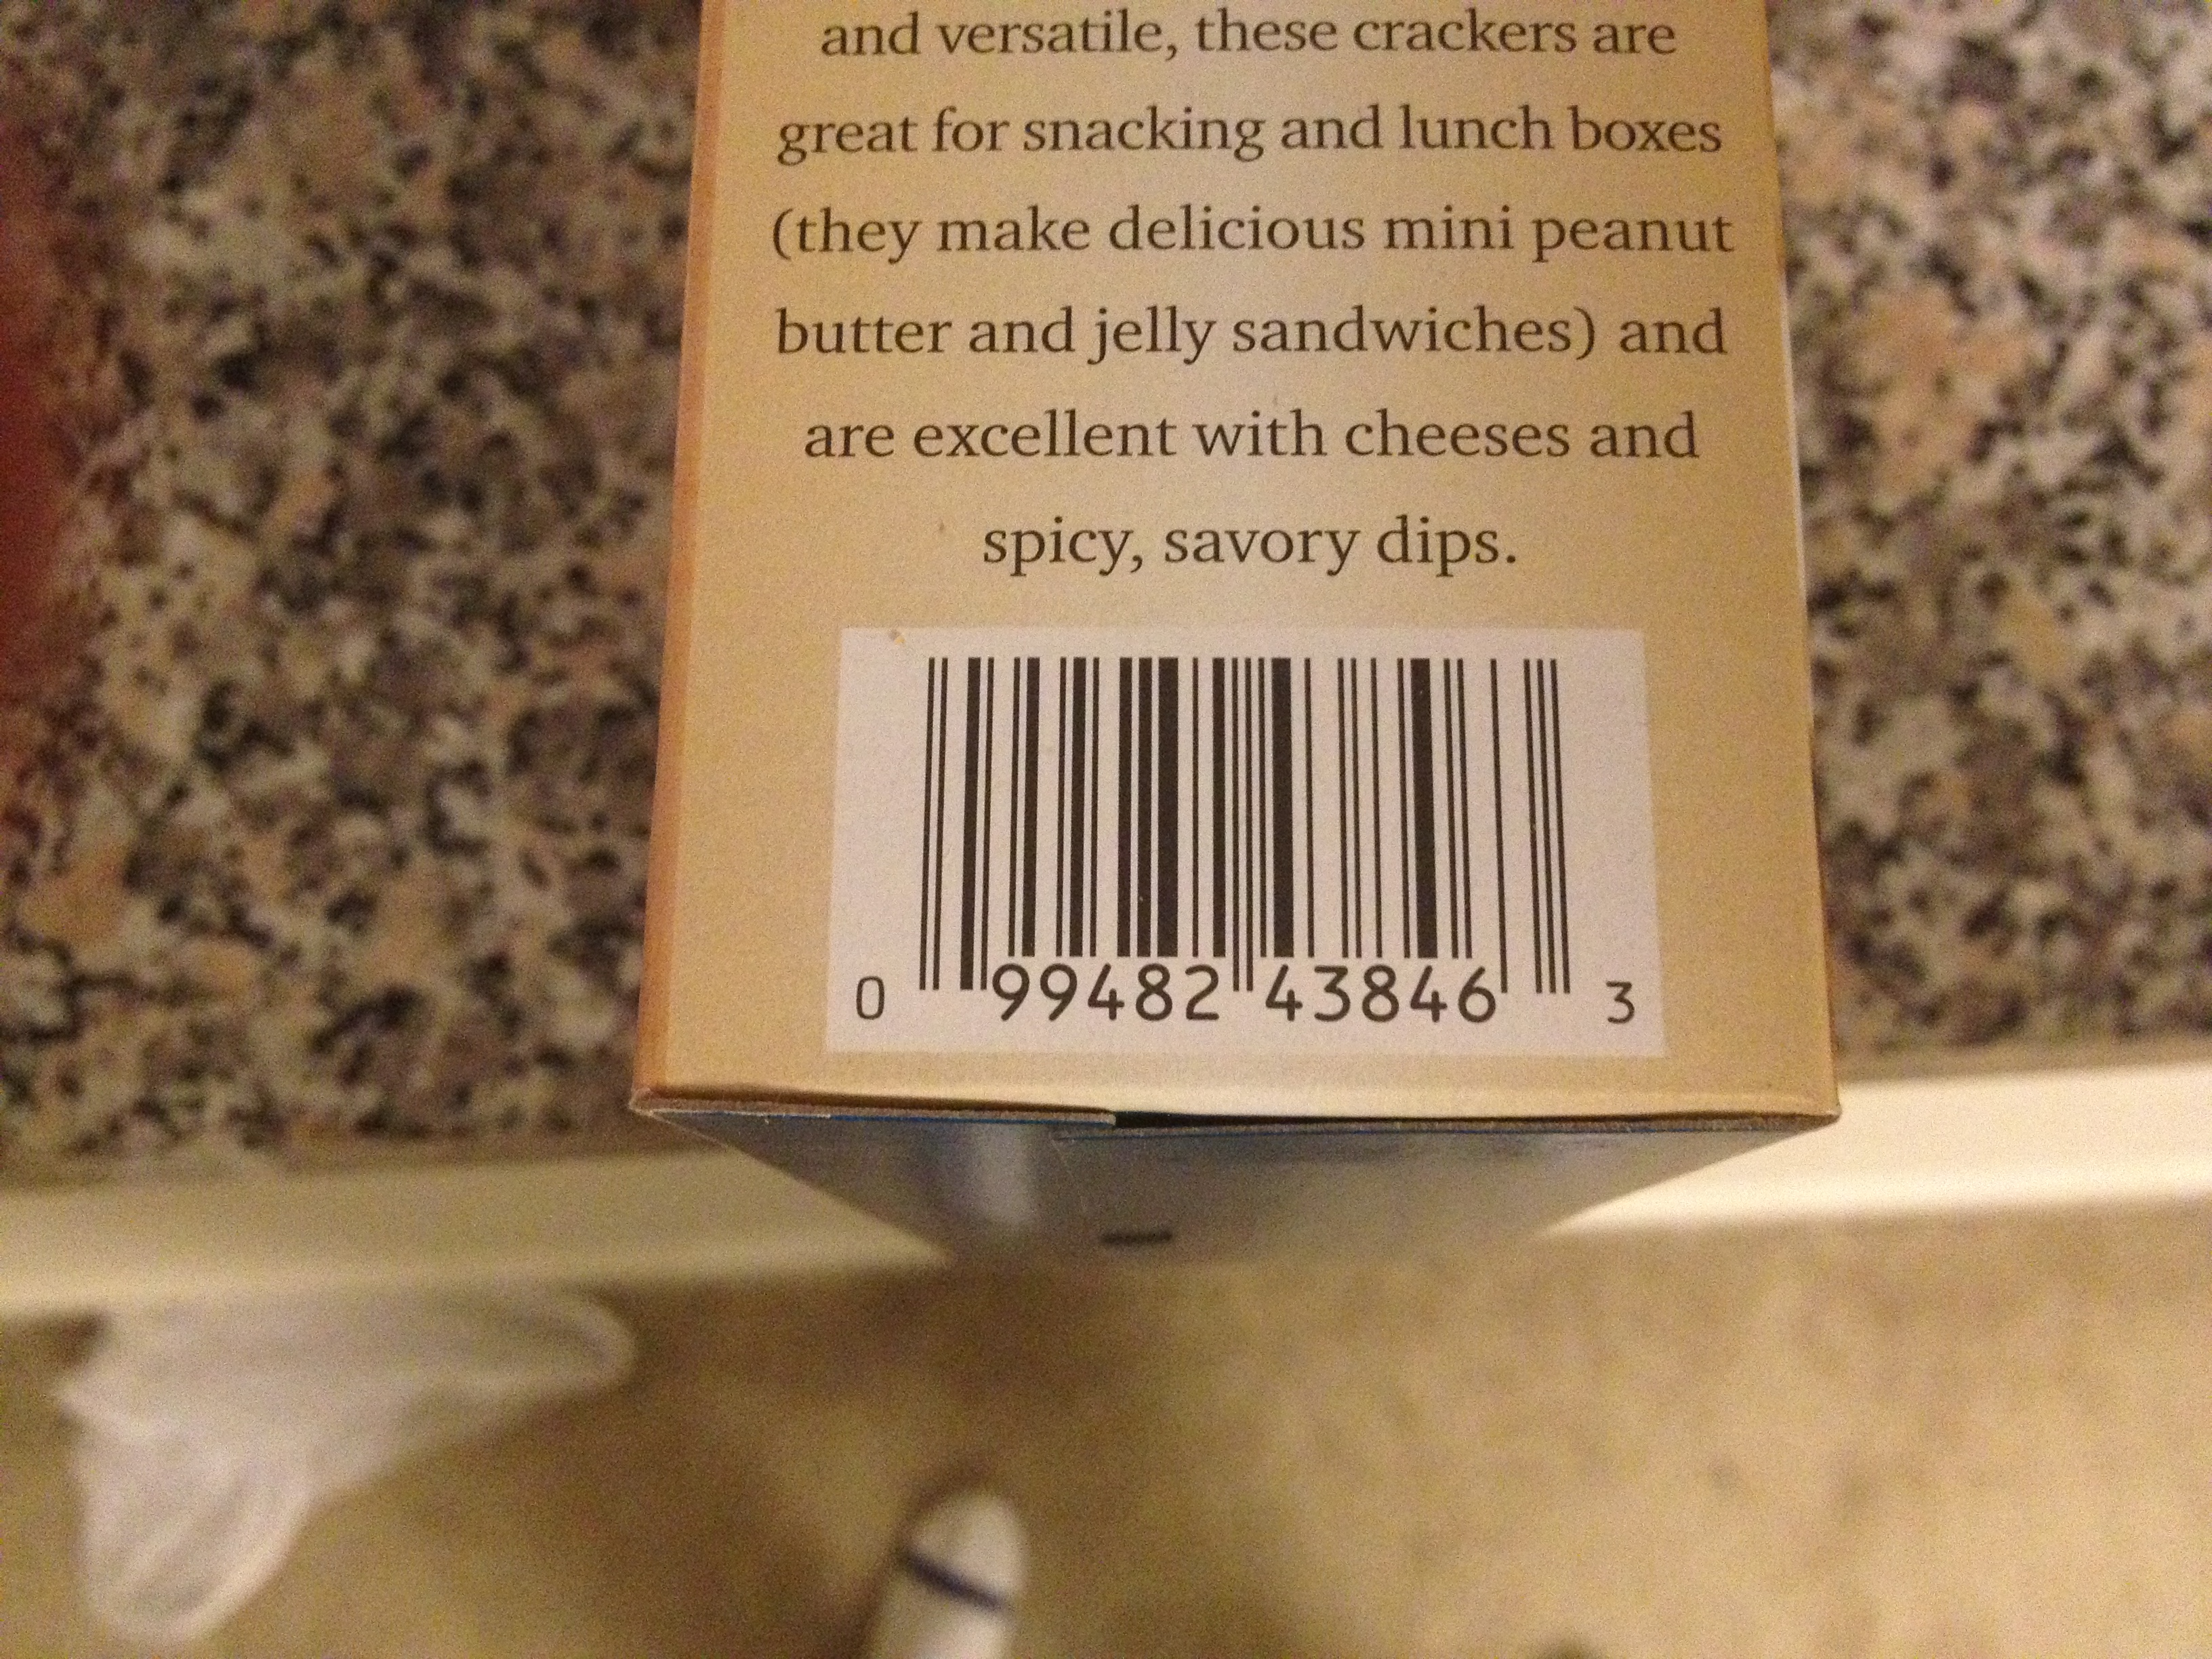 and versatile, these crackers are
great for snacking and lunch boxes
(they make delicious mini peanut
butter and jelly sandwiches) and
are excellent with cheeses and
spicy, savory dips.
0 99482 43846 3